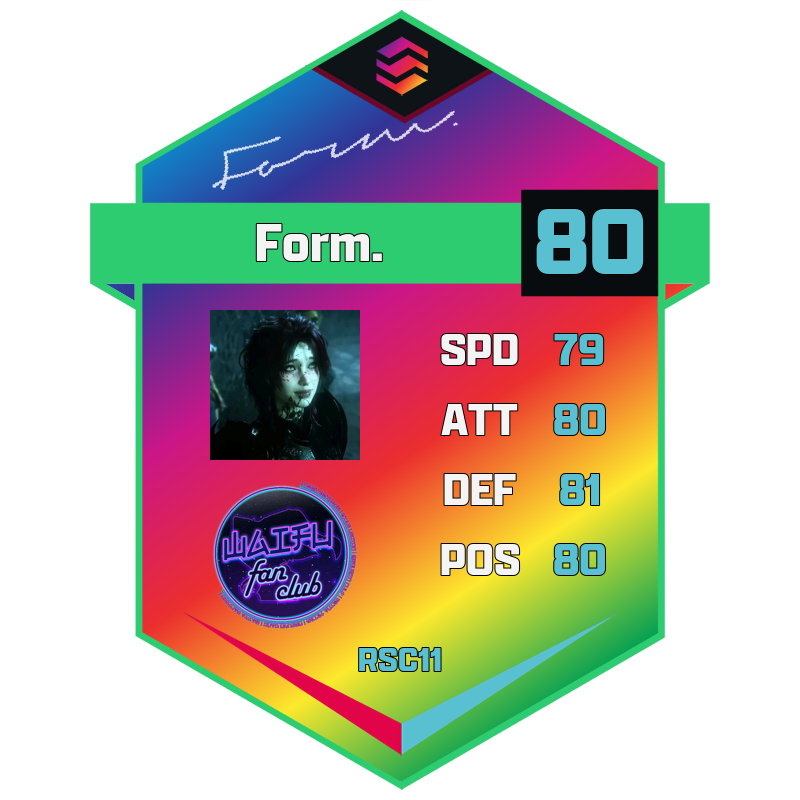 Form.
Form.
80
SPD 79
ATT 80
DEF 81
POS 80
WAIFU
fan
club
RSC11